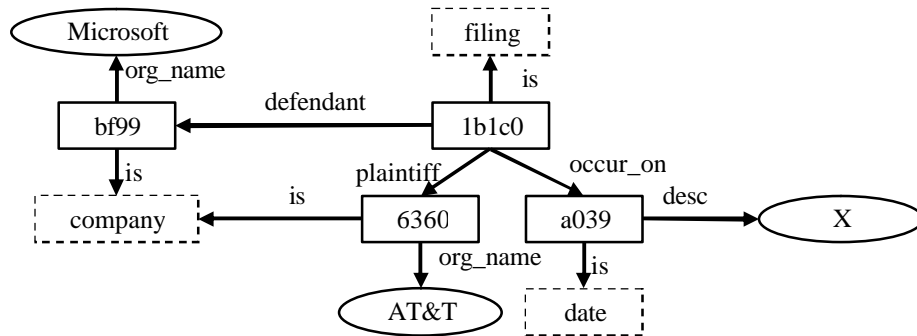 Microsoft
filing
org_name
is
defendant
bf99
1b1c0
is
plaintiff
occur_on
is
desc
company
6360
a039
X
org_name
is
AT&T
date